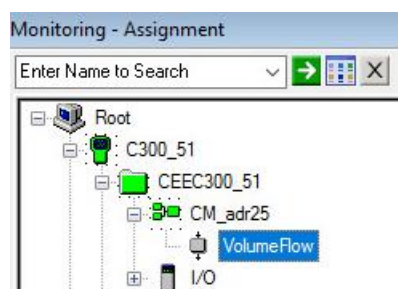 Monitoring - Assignment
Enter Name to Search
Root
C300_51
CEEC300_51
CM_adr25
VolumeFlow
I/O